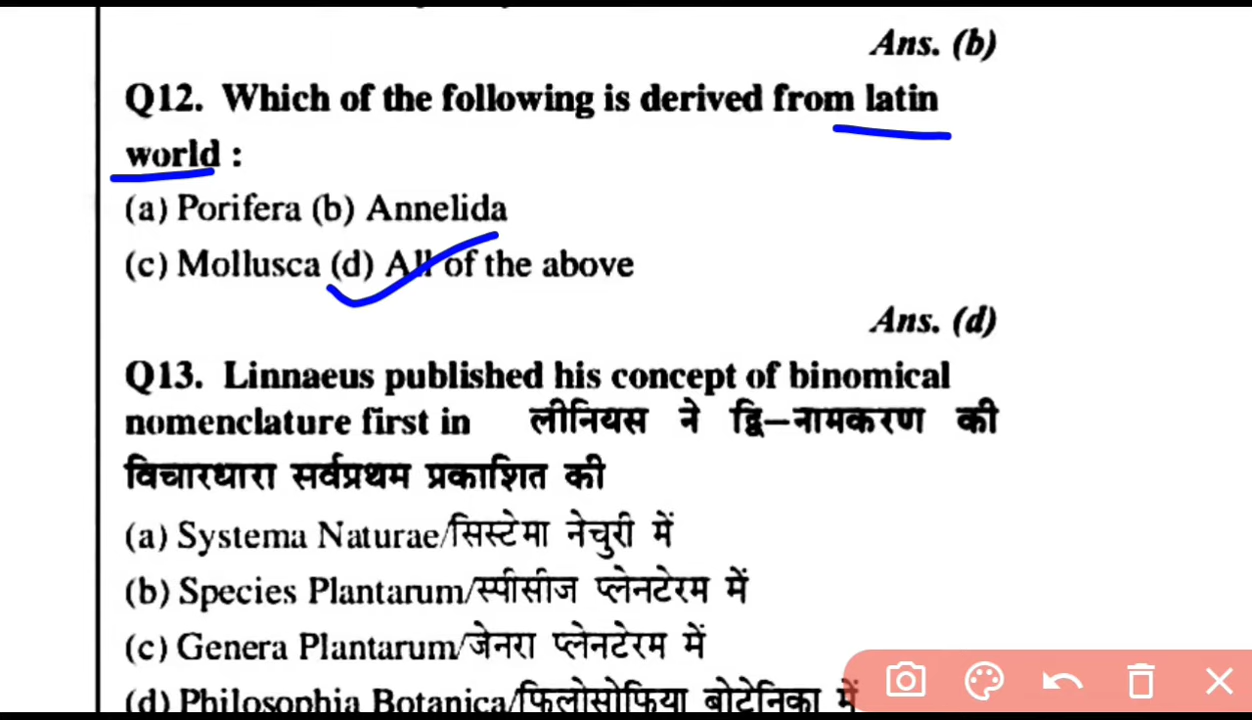 Ans. (b)
Q12. Which of the following is derived from latin
world :
(a) Porifera (b) Annelida
(c) Mollusca (d) All of the above
Ans. (d)
Q13. Linnaeus published his concept of binomical
nomenclature first in लीनियस ने द्वि–नामकरण की
विचारधारा सर्वप्रथम प्रकाशित की
(a) Systema Naturae/सिस्टेमा नेचुरी में
(b) Species Plantarum/स्पीसीज प्लेनटेरम में
(c) Genera Plantarum/जेनरा प्लेनटेरम में
(d) Philosophia Botanica/फिलोसोफिया बोटेनिका में